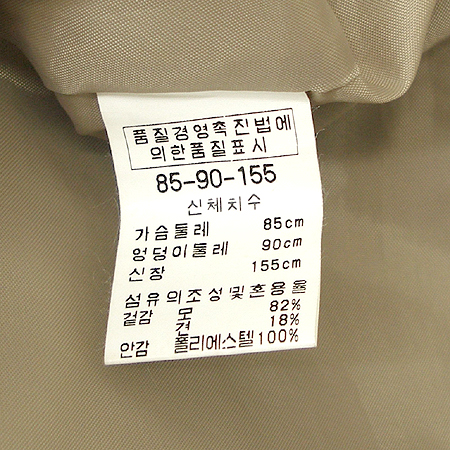 품질경영촉진법에
의한품질표시
85-90-155
신체치수
가슴둘레 85cm
엉덩이둘레 90cm
신장 155cm
섬유의조성및혼용율
겉감 모 82%
견 18%
안감 폴리에스텔100%